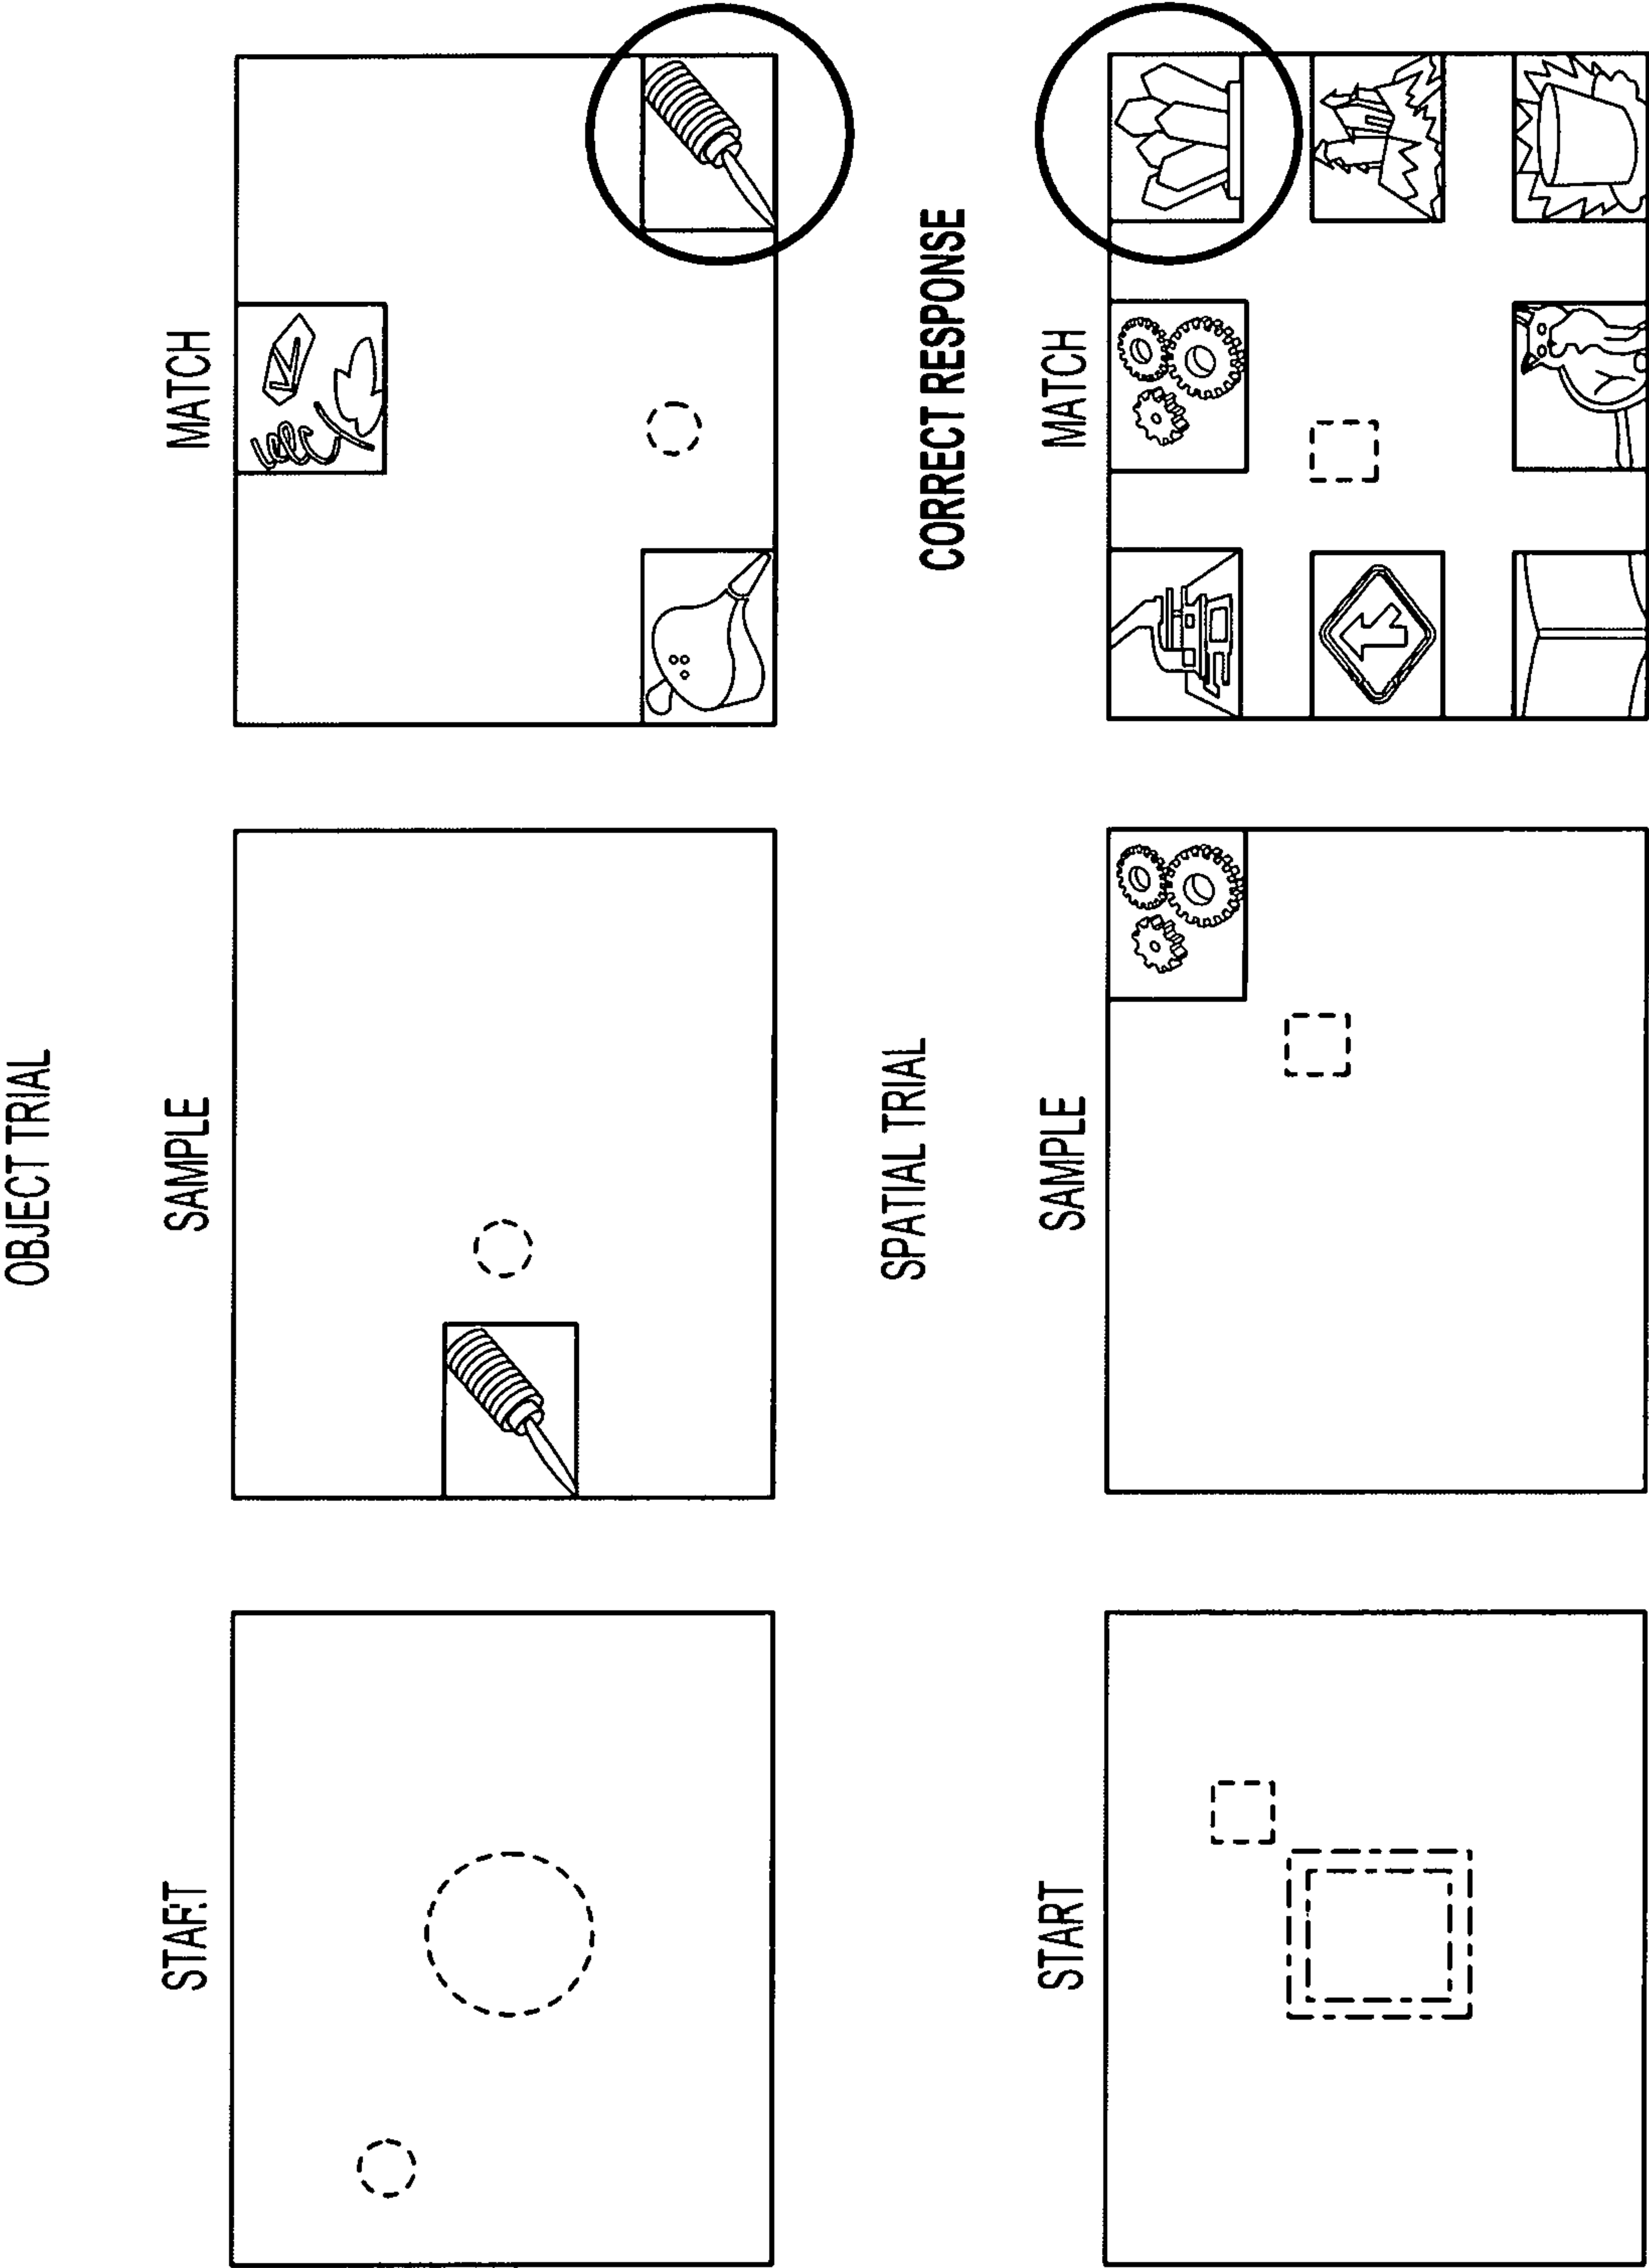 OBJECT TRIAL
START SAMPLE MATCH
SPATIAL TRIAL
CORRECT RESPONSE
START SAMPLE MATCH